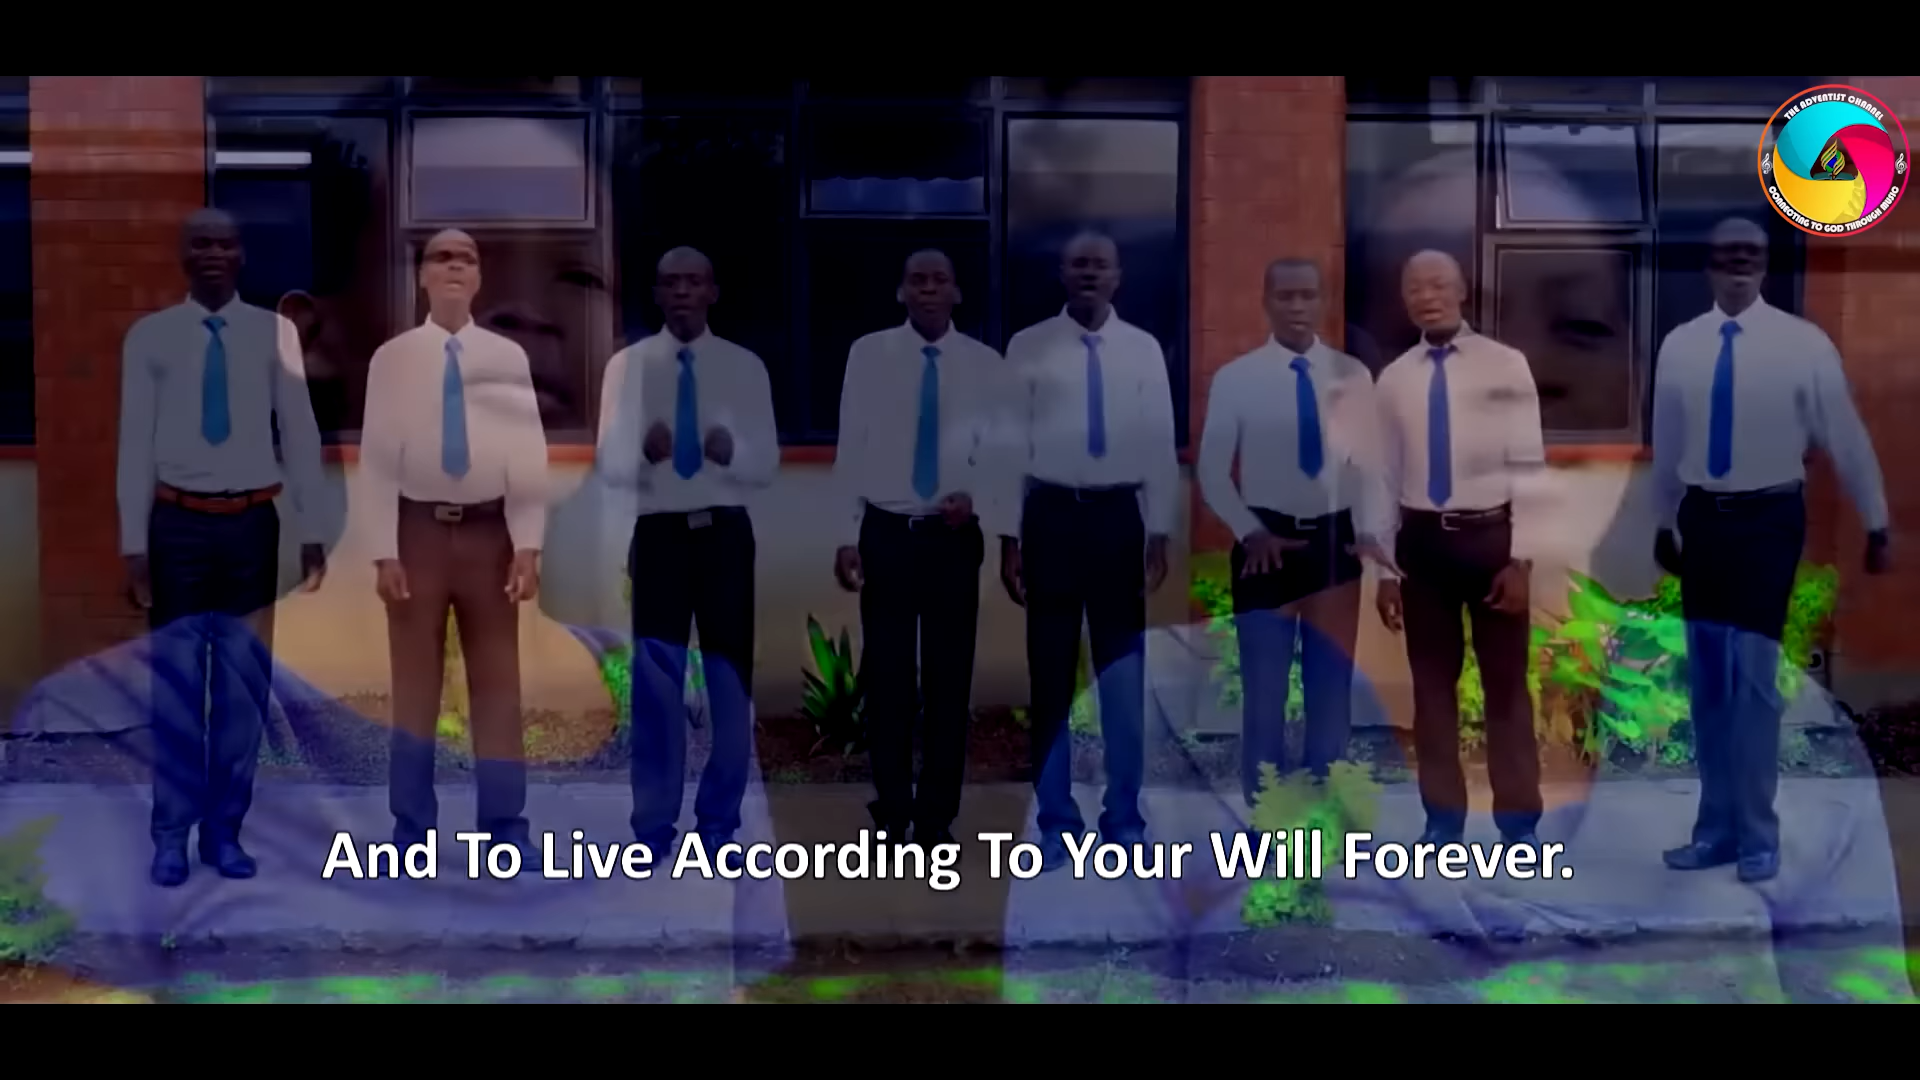 THE ADVENTIST CHANNEL
CONNECTING TO GOD THROUGH MUSIC
And To Live According To Your Will Forever.